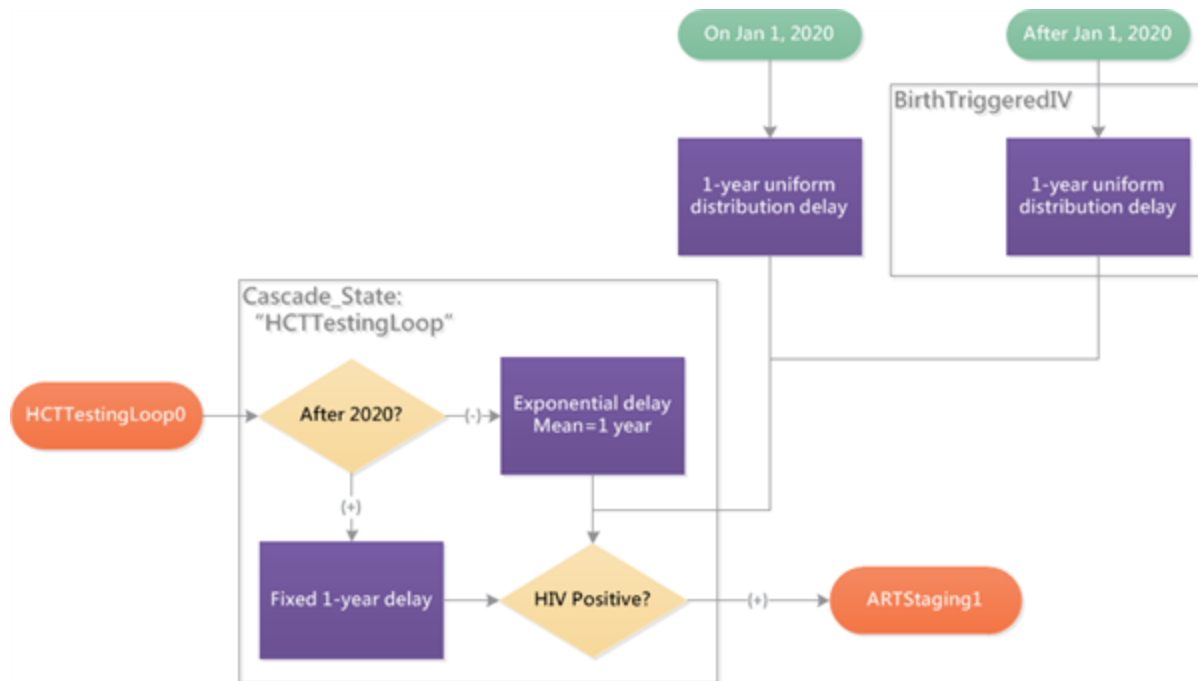 On Jan 1, 2020
After Jan 1, 2020
BirthTriggeredIV
1-year uniform
distribution delay
1-year uniform
distribution delay
Cascade_State:
"HCTTestingLoop"
HCTTestingLoop0
After 2020?
(-)
Exponential delay
Mean=1 year
(+)
Fixed 1-year delay
HIV Positive?
(+)
ARTStaging1